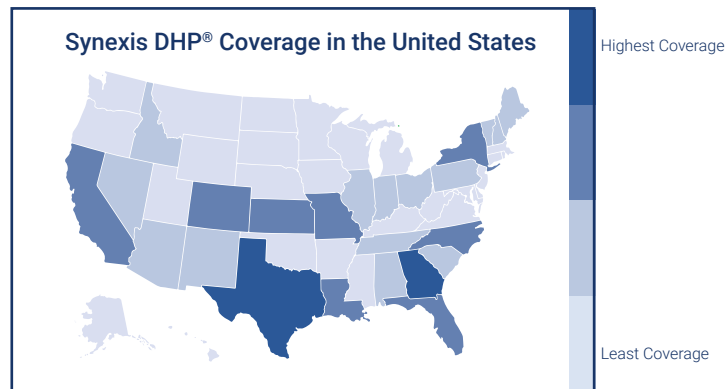 Synexis DHP® Coverage in the United States
Highest Coverage
Least Coverage